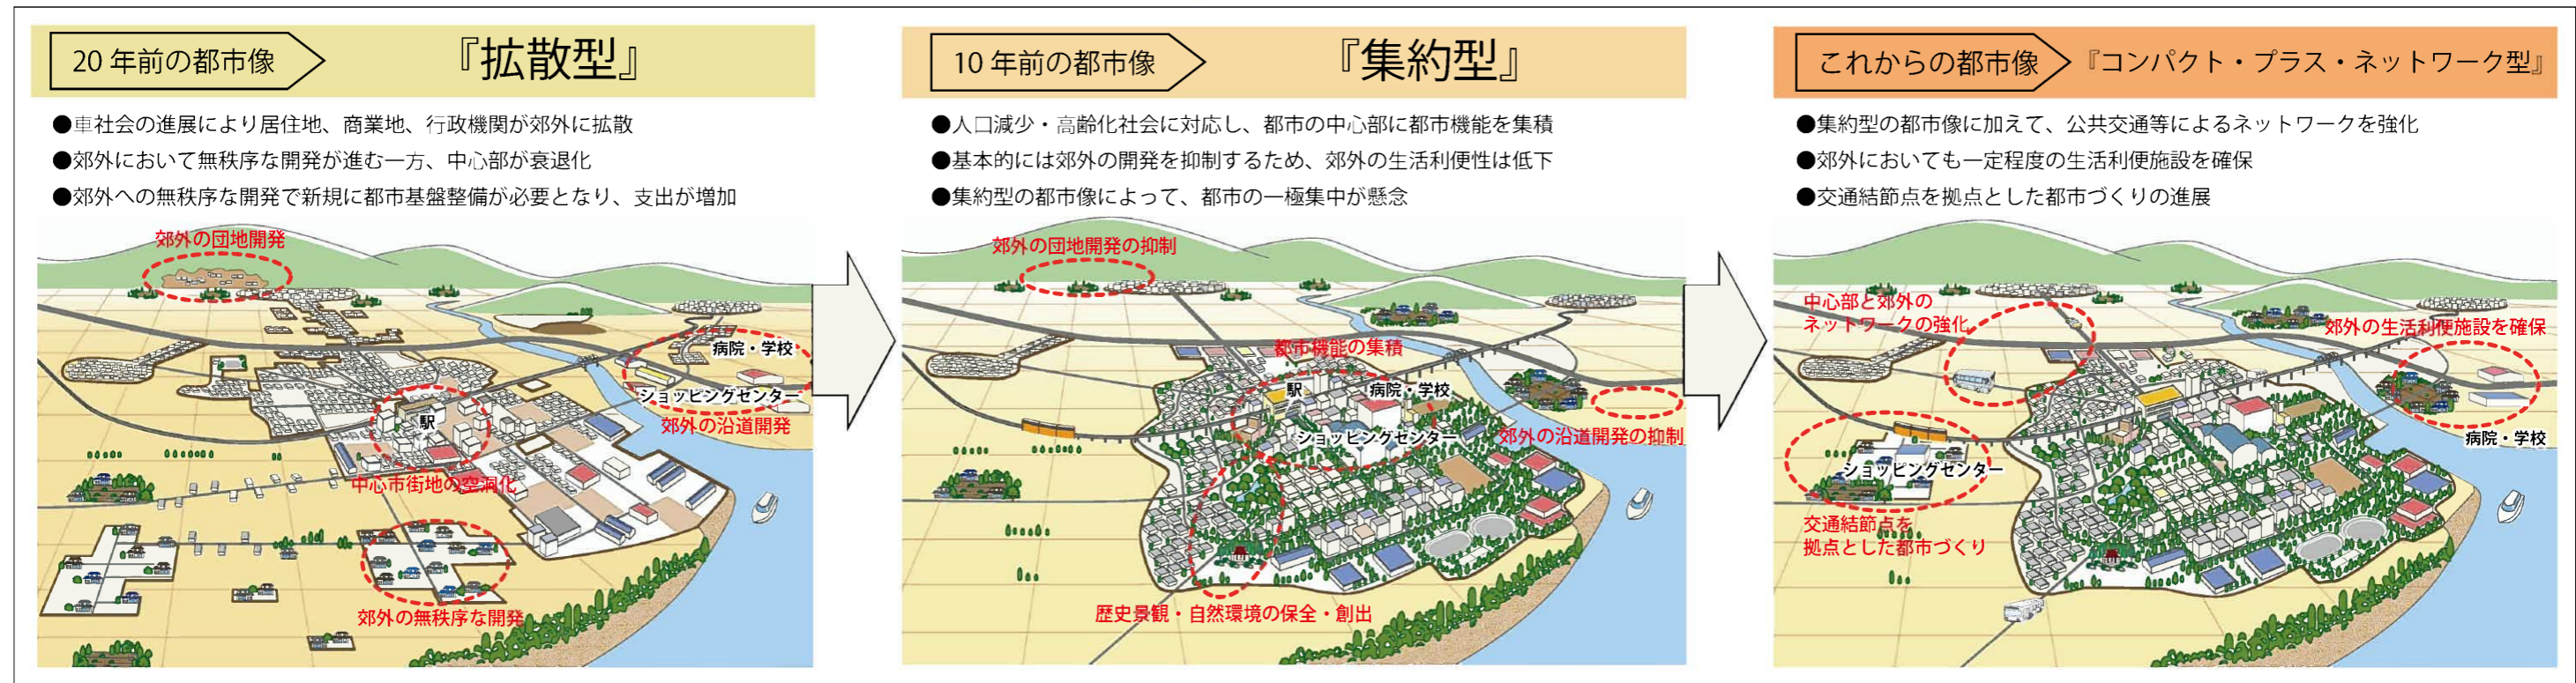 20年前の都市像
『拡散型』
●車社会の進展により居住地、商業地、行政機関が郊外に拡散
●郊外において無秩序な開発が進む一方、中心部が衰退化
●郊外への無秩序な開発で新規に都市基盤整備が必要となり、支出が増加
郊外の団地開発
病院・学校
ショッピングセンター
郊外の沿道開発
駅
中心市街地の空洞化
郊外の無秩序な開発
10年前の都市像
『集約型』
●人口減少・高齢化社会に対応し、都市の中心部に都市機能を集積
●基本的には郊外の開発を抑制するため、郊外の生活利便性は低下
●集約型の都市像によって、都市の一極集中が懸念
郊外の団地開発の抑制
都市機能の集積
駅
病院・学校
ショッピングセンター
郊外の沿道開発の抑制
歴史景観・自然環境の保全・創出
これからの都市像
『コンパクト・プラス・ネットワーク型』
●集約型の都市像に加えて、公共交通等によるネットワークを強化
●郊外においても一定程度の生活利便施設を確保
●交通結節点を拠点とした都市づくりの進展
中心部と郊外の
ネットワークの強化
郊外の生活利便施設を確保
病院・学校
ショッピングセンター
交通結節点を
拠点とした都市づくり